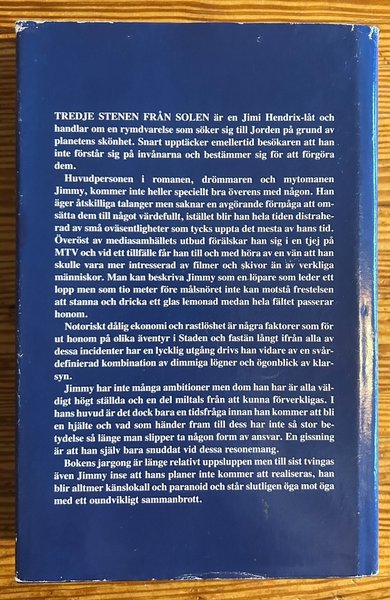 TREDJE STENEN FRÅN SOLEN är en Jimi Hendrix-låt och
handlar om en rymdvarelse som söker sig till Jorden på grund av
planetens skönhet. Snart upptäcker emellertid besökaren att han
inte förstår sig på invånarna och bestämmer sig för att förgöra
dem.
Huvudpersonen i romanen, drömmaren och mytomanen
Jimmy, kommer inte heller speciellt bra överens med någon. Han
äger åtskilliga talanger men saknar en avgörande förmåga att om-
sätta dem till något värdefullt, istället blir han hela tiden distrahe-
rad av små oväsentligheter som tycks uppta det mesta av hans tid.
Överöst av mediasamhällets utbud förälskar han sig i en tjej på
MTV och vid ett tillfälle får han till och med höra av en vän att han
skulle vara mer intresserad av filmer och skivor än av verkliga
människor. Man kan beskriva Jimmy som en löpare som leder ett
lopp men som tio meter före målsnöret inte kan motstå frestelsen
att stanna och dricka ett glas lemonad medan hela fältet passerar
honom.
Notoriskt dålig ekonomi och rastlöshet är några faktorer som för
ut honom på olika äventyr i Staden och fastän långt ifrån alla av
dessa incidenter har en lycklig utgång drivs han vidare av en svår-
definierad kombination av dimmiga lögner och ögonblick av klar-
syn.
Jimmy har inte många ambitioner men dom han har är alla väl-
digt högt ställda och en del miltals från att kunna förverkligas. I
hans huvud är det dock bara en tidsfråga innan han kommer att bli
en hjälte och vad som händer fram till dess har inte så stor be-
tydelse så länge man slipper ta någon form av ansvar. En gissning
är att han själv bara snuddat vid dessa resonemang.
Bokens jargong är länge relativt uppsluppen men till sist tvingas
även Jimmy inse att hans planer inte kommer att realiseras, han
blir alltmer känslokall och paranoid och står slutligen öga mot öga
med ett oundvikligt sammanbrott.